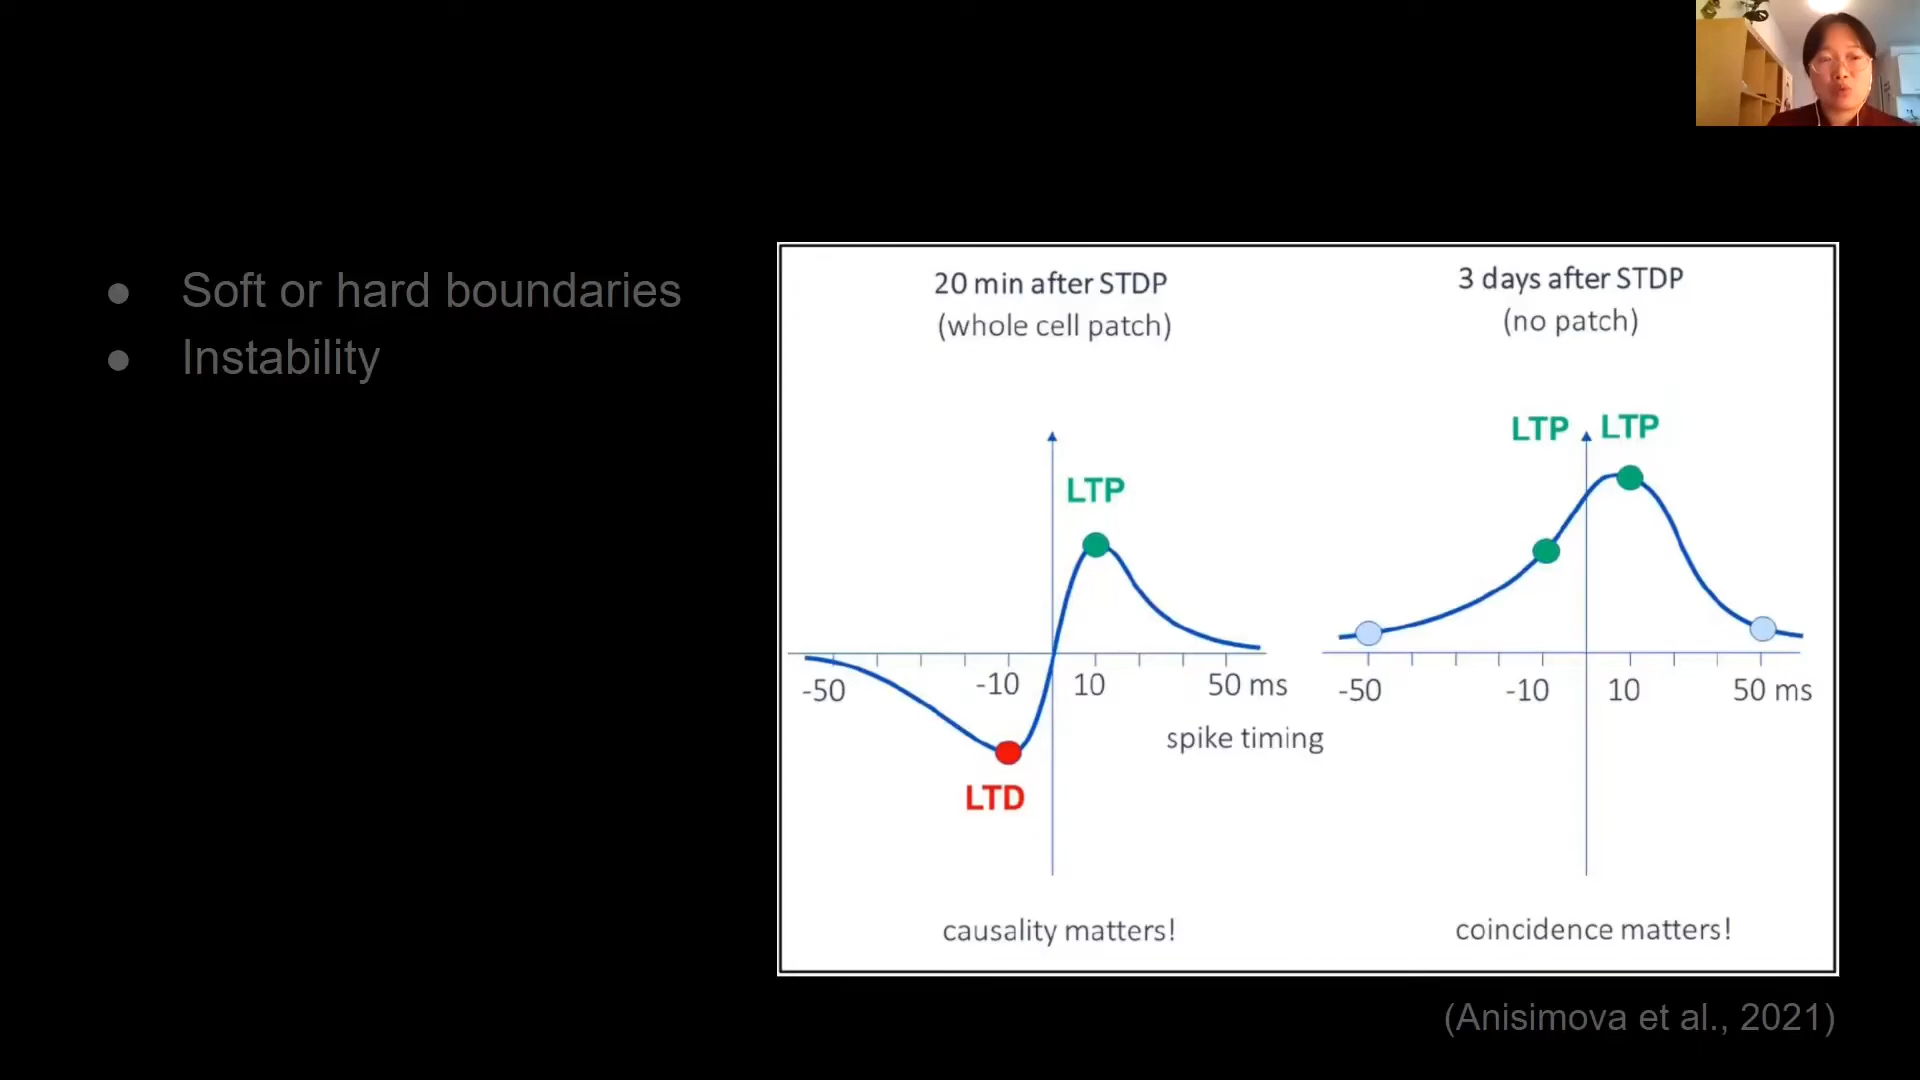 Soft or hard boundaries
Instability
20 min after STDP
(whole cell patch)
LTP
-50
-10
10
50 ms
LTD
causality matters!
spike timing
3 days after STDP
(no patch)
LTP LTP
-50
-10
10
50 ms
coincidence matters!
(Anisimova et al., 2021)